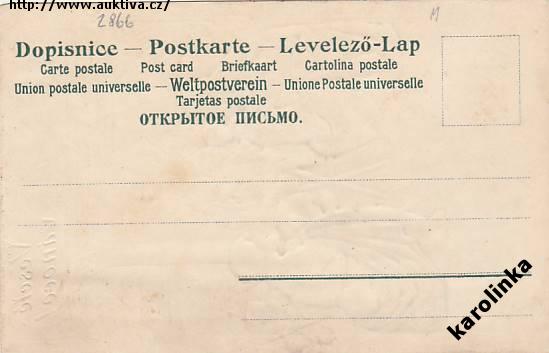 http://www.auktiva.cz/
2866
M
Dopisnice — Postkarte — Levelező-Lap
Carte postale Post card Briefkaart Cartolina postale
Union postale universelle — Weltpostverein — Unione Postale universale
Tarjetas postale
ОТКРЫТОЕ ПИСЬМО.
karolinka